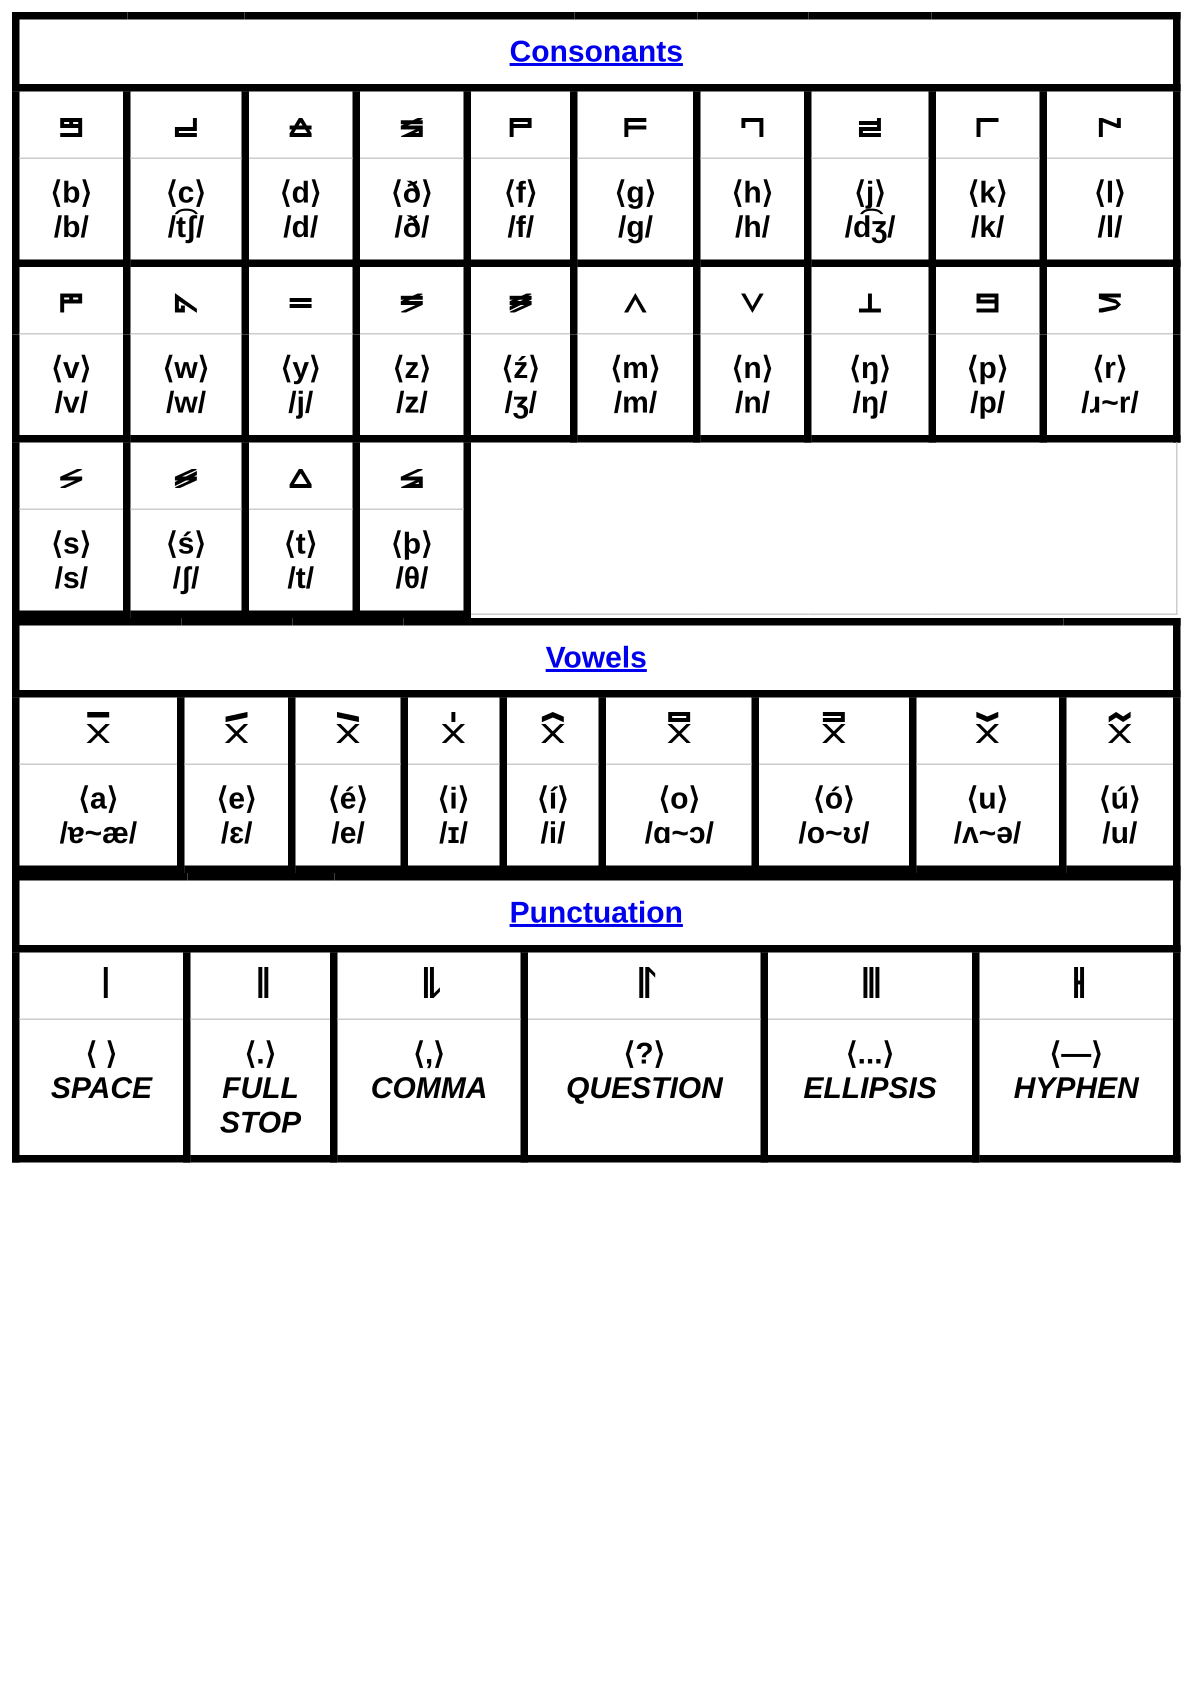 Consonants
⟨b⟩ ⟨c⟩ ⟨d⟩ ⟨ð⟩ ⟨f⟩ ⟨g⟩ ⟨h⟩ ⟨j⟩ ⟨k⟩ ⟨l⟩
/b/ /t͡ʃ/ /d/ /ð/ /f/ /g/ /h/ /d͡ʒ/ /k/ /l/
⟨v⟩ ⟨w⟩ ⟨y⟩ ⟨z⟩ ⟨ź⟩ ⟨m⟩ ⟨n⟩ ⟨ŋ⟩ ⟨p⟩ ⟨r⟩
/v/ /w/ /j/ /z/ /ʒ/ /m/ /n/ /ŋ/ /p/ /ɹ~r/
⟨s⟩ ⟨ś⟩ ⟨t⟩ ⟨þ⟩
/s/ /ʃ/ /t/ /θ/
Vowels
⟨a⟩ ⟨e⟩ ⟨é⟩ ⟨i⟩ ⟨í⟩ ⟨o⟩ ⟨ó⟩ ⟨u⟩ ⟨ú⟩
/ɐ~æ/ /ɛ/ /e/ /ɪ/ /i/ /ɑ~ɔ/ /o~ʊ/ /ʌ~ə/ /u/
Punctuation
⟨ ⟩ ⟨.⟩ ⟨,⟩ ⟨?⟩ ⟨...⟩ ⟨—⟩
SPACE FULL COMMA QUESTION ELLIPSIS HYPHEN
STOP